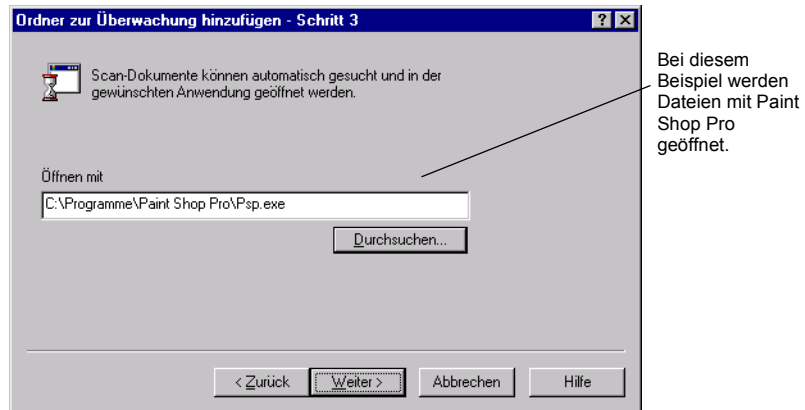 Ordner zur Überwachung hinzufügen - Schritt 3
Scan-Dokumente können automatisch gesucht und in der
gewünschten Anwendung geöffnet werden.
Öffnen mit
C:\Programme\Paint Shop Pro\Psp.exe
Durchsuchen...
< Zurück
Weiter >
Abbrechen
Hilfe
Bei diesem
Beispiel werden
Dateien mit Paint
Shop Pro
geöffnet.